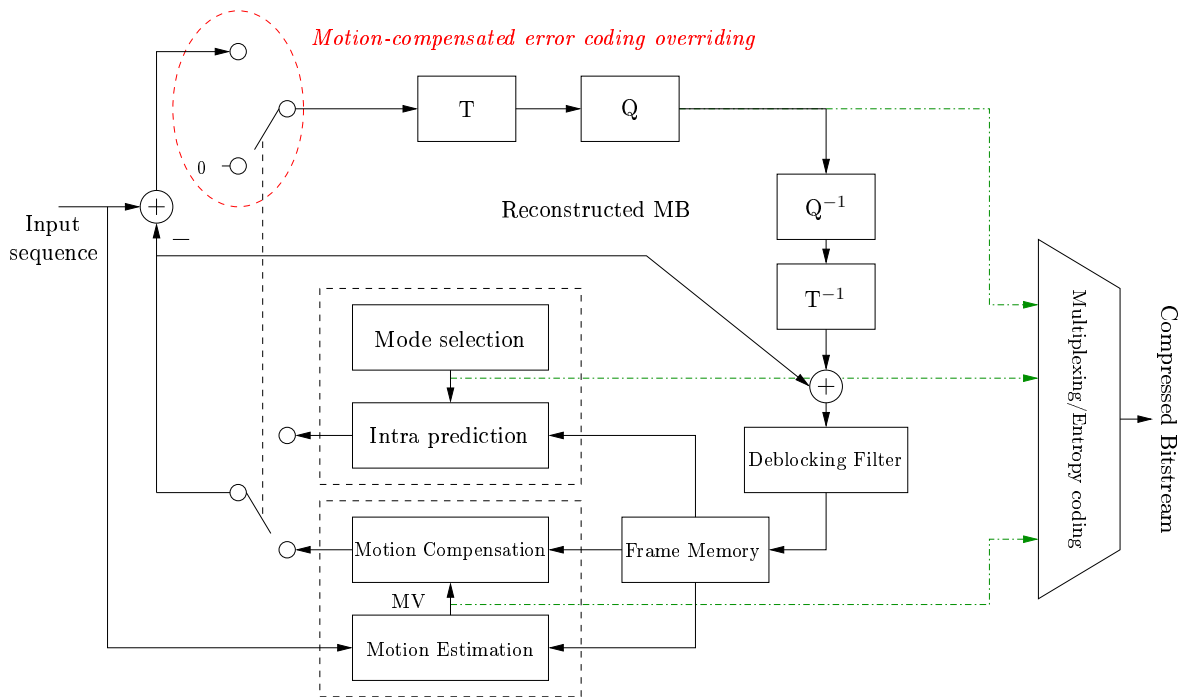 Motion-compensated error coding overriding
T
Q
0
+
Input
sequence
−
Reconstructed MB
Q⁻¹
T⁻¹
+
Mode selection
Intra prediction
Deblocking Filter
Motion Compensation
Frame Memory
MV
Motion Estimation
Multiplexing/Entropy coding
Compressed Bitstream